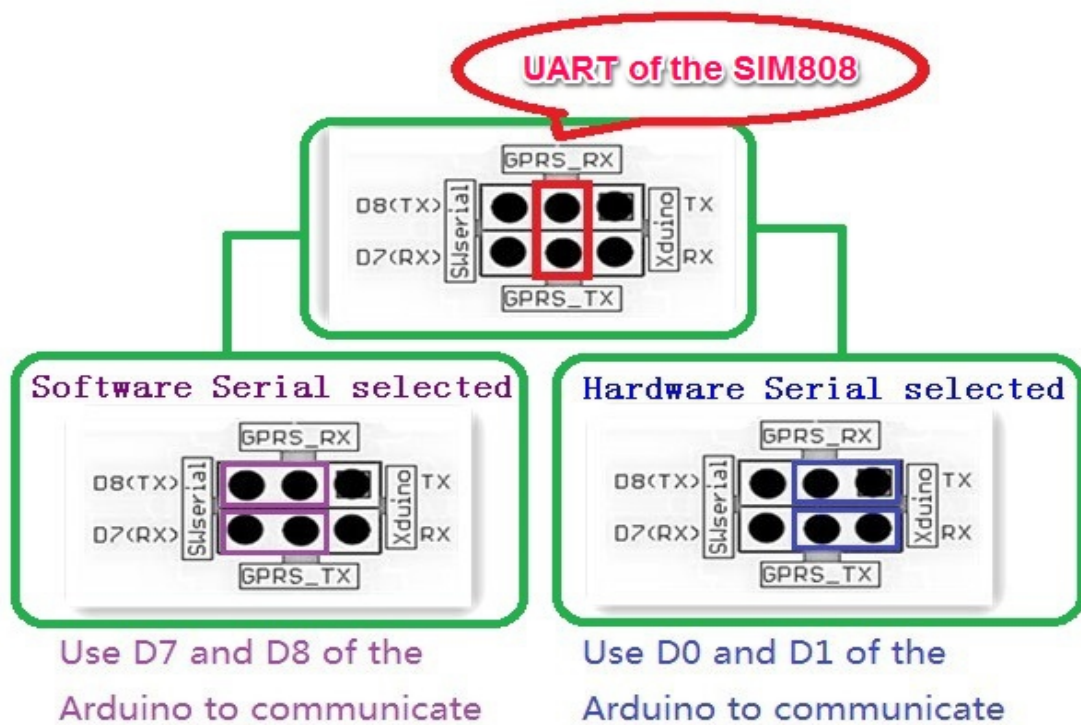 UART of the SIM808
GPRS_RX
D8(TX)
SWserial
Xduino
TX
D7(RX)
RX
GPRS_TX
Software Serial selected
GPRS_RX
D8(TX)
SWserial
Xduino
TX
D7(RX)
RX
GPRS_TX
Use D7 and D8 of the
Arduino to communicate
Hardware Serial selected
GPRS_RX
D8(TX)
SWserial
Xduino
TX
D7(RX)
RX
GPRS_TX
Use D0 and D1 of the
Arduino to communicate